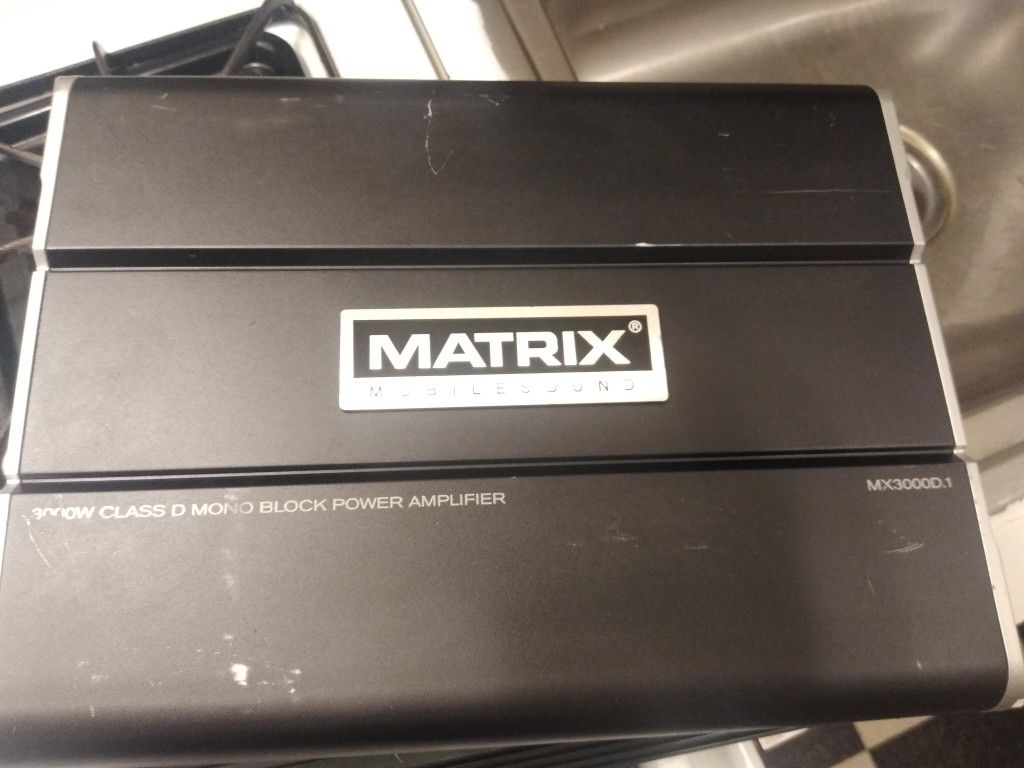 MATRIX®
MOBILESOUND
3000W CLASS D MONO BLOCK POWER AMPLIFIER
MX3000D.1